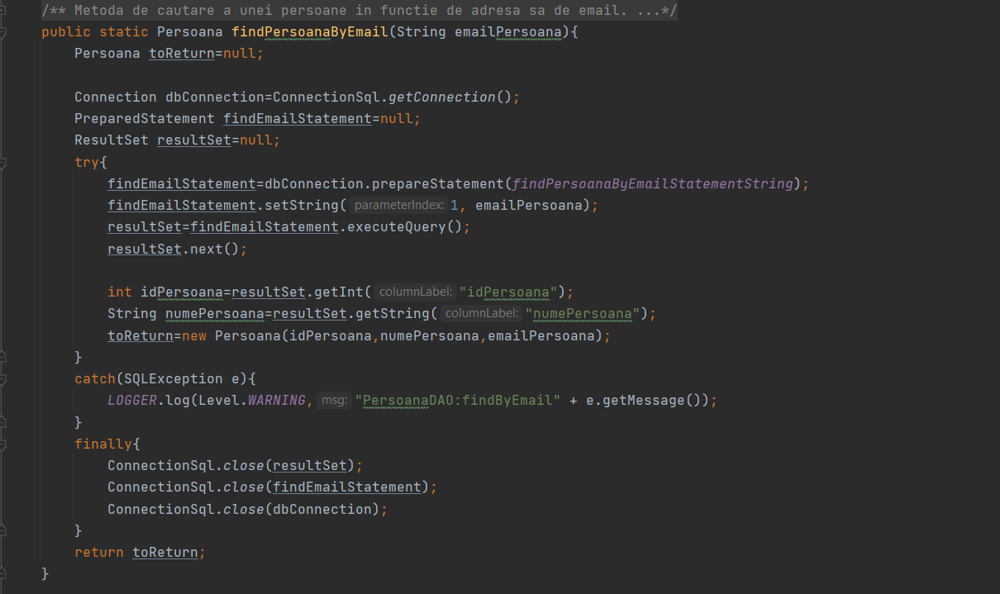 /** Metoda de cautare a unei persoane in functie de adresa sa de email. ...*/
public static Persoana findPersoanaByEmail(String emailPersoana){
Persoana toReturn=null;
Connection dbConnection=ConnectionSql.getConnection();
PreparedStatement findEmailStatement=null;
ResultSet resultSet=null;
try{
findEmailStatement=dbConnection.prepareStatement(findPersoanaByEmailStatementString);
findEmailStatement.setString( parameterIndex: 1, emailPersoana);
resultSet=findEmailStatement.executeQuery();
resultSet.next();
int idPersoana=resultSet.getInt( columnLabel: "idPersoana");
String numePersoana=resultSet.getString( columnLabel: "numePersoana");
toReturn=new Persoana(idPersoana,numePersoana,emailPersoana);
}
catch(SQLException e){
LOGGER.log(Level.WARNING, msg: "PersoanaDAO:findByEmail" + e.getMessage());
}
finally{
ConnectionSql.close(resultSet);
ConnectionSql.close(findEmailStatement);
ConnectionSql.close(dbConnection);
}
return toReturn;
}